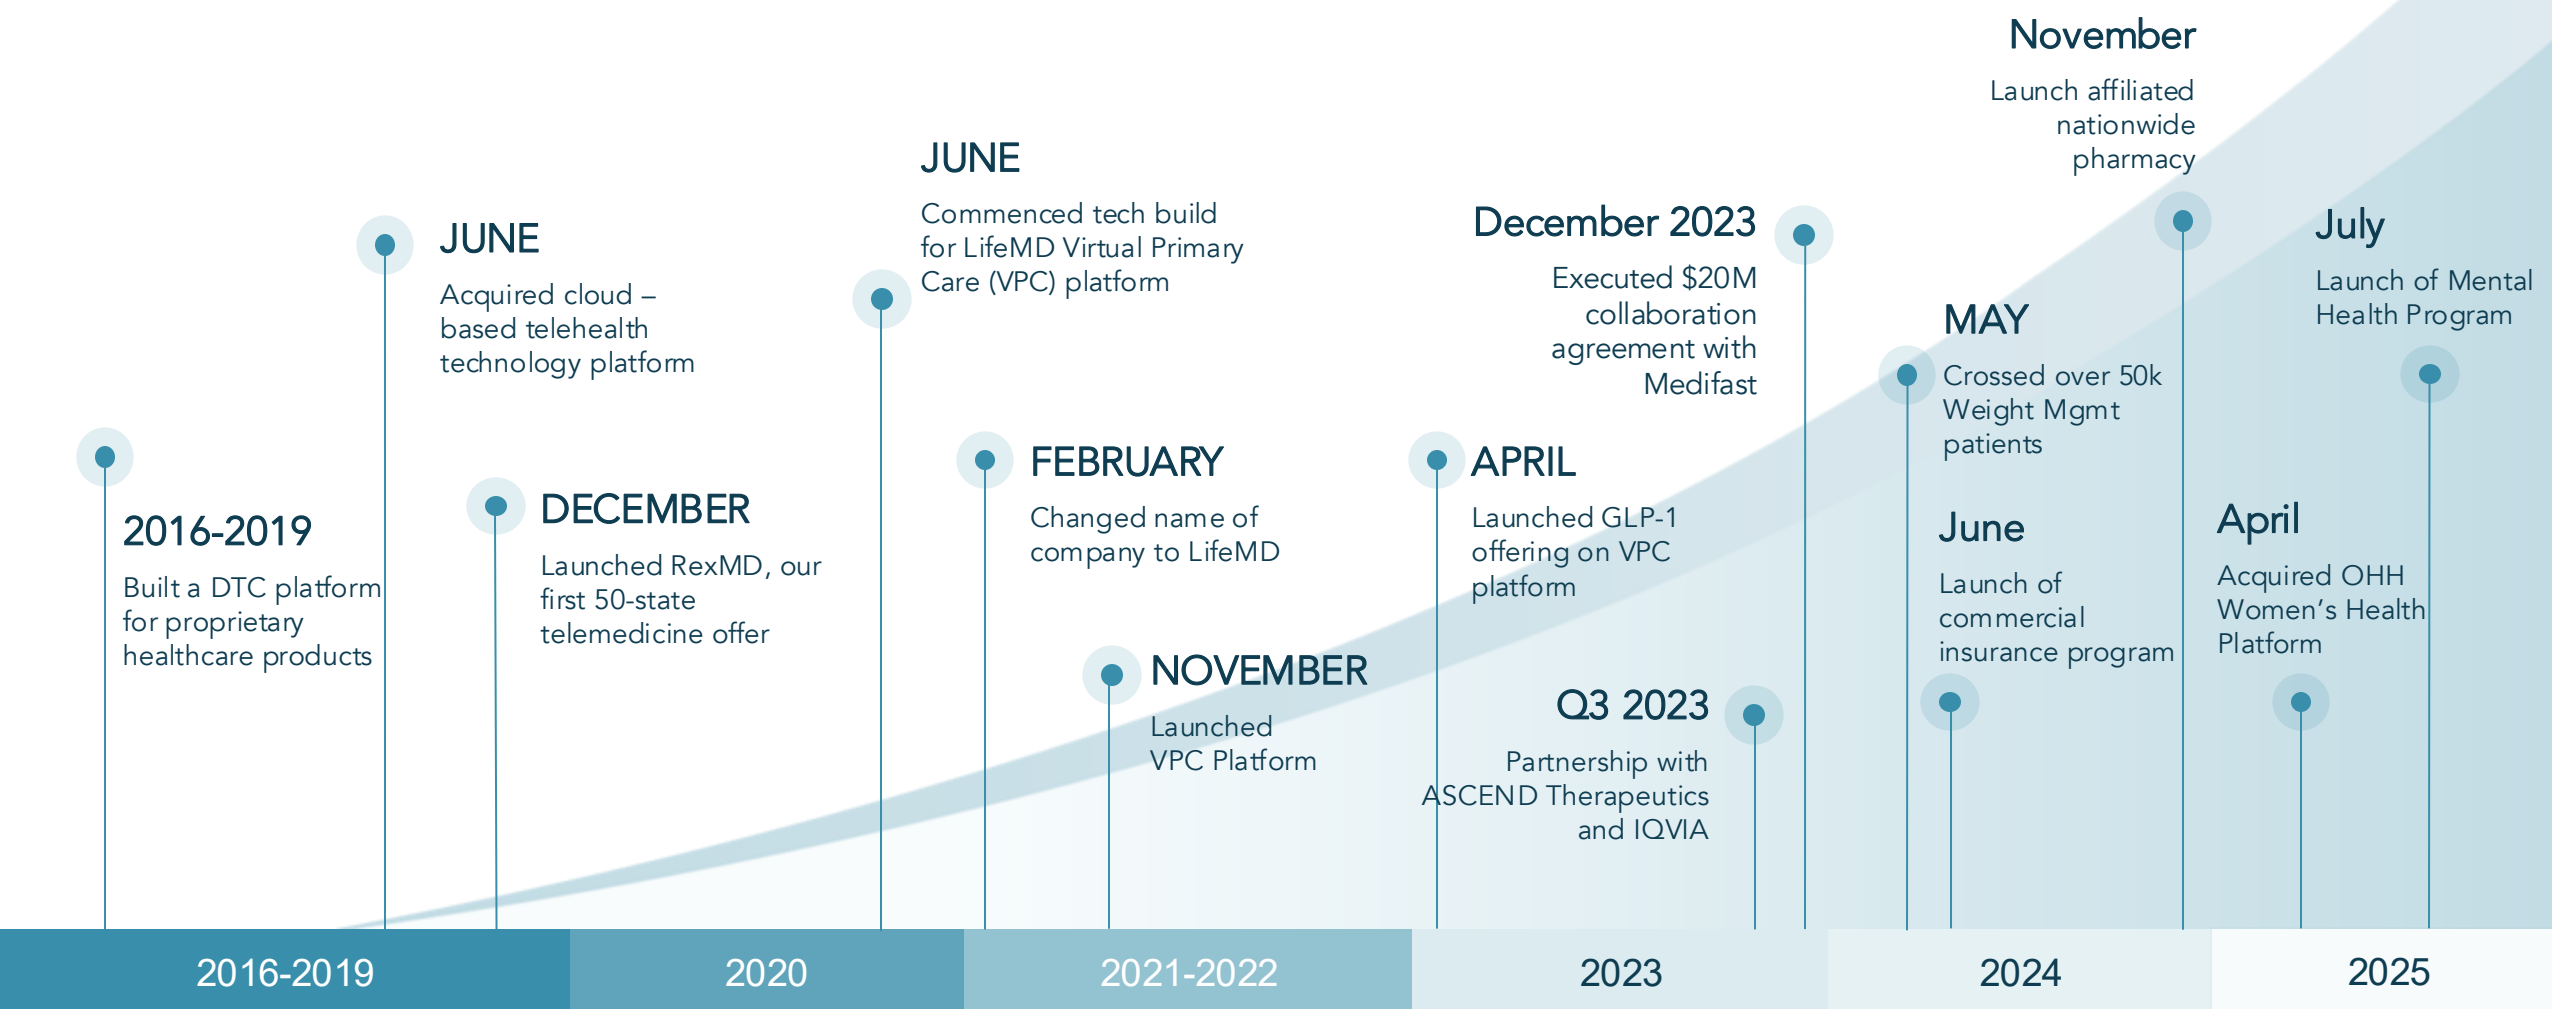 2016-2019
Built a DTC platform
for proprietary
healthcare products
JUNE
Acquired cloud –
based telehealth
technology platform
DECEMBER
Launched RexMD, our
first 50-state
telemedicine offer
JUNE
Commenced tech build
for LifeMD Virtual Primary
Care (VPC) platform
FEBRUARY
Changed name of
company to LifeMD
NOVEMBER
Launched
VPC Platform
APRIL
Launched GLP-1
offering on VPC
platform
Q3 2023
Partnership with
ASCEND Therapeutics
and IQVIA
December 2023
Executed $20M
collaboration
agreement with
Medifast
MAY
Crossed over 50k
Weight Mgmt
patients
June
Launch of
commercial
insurance program
November
Launch affiliated
nationwide
pharmacy
April
Acquired OHH
Women’s Health
Platform
July
Launch of Mental
Health Program
2016-2019
2020
2021-2022
2023
2024
2025